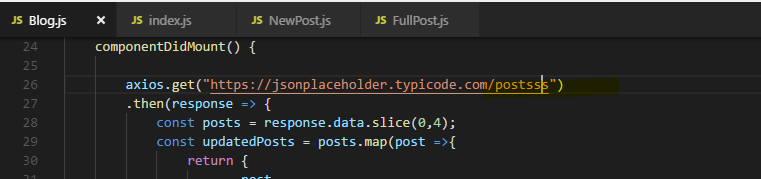 JS Blog.js × JS index.js JS NewPost.js JS FullPost.js
24 componentDidMount() {
25
26 axios.get("https://jsonplaceholder.typicode.com/postsss")
27 .then(response => {
28 const posts = response.data.slice(0,4);
29 const updatedPosts = posts.map(post =>{
30 return {